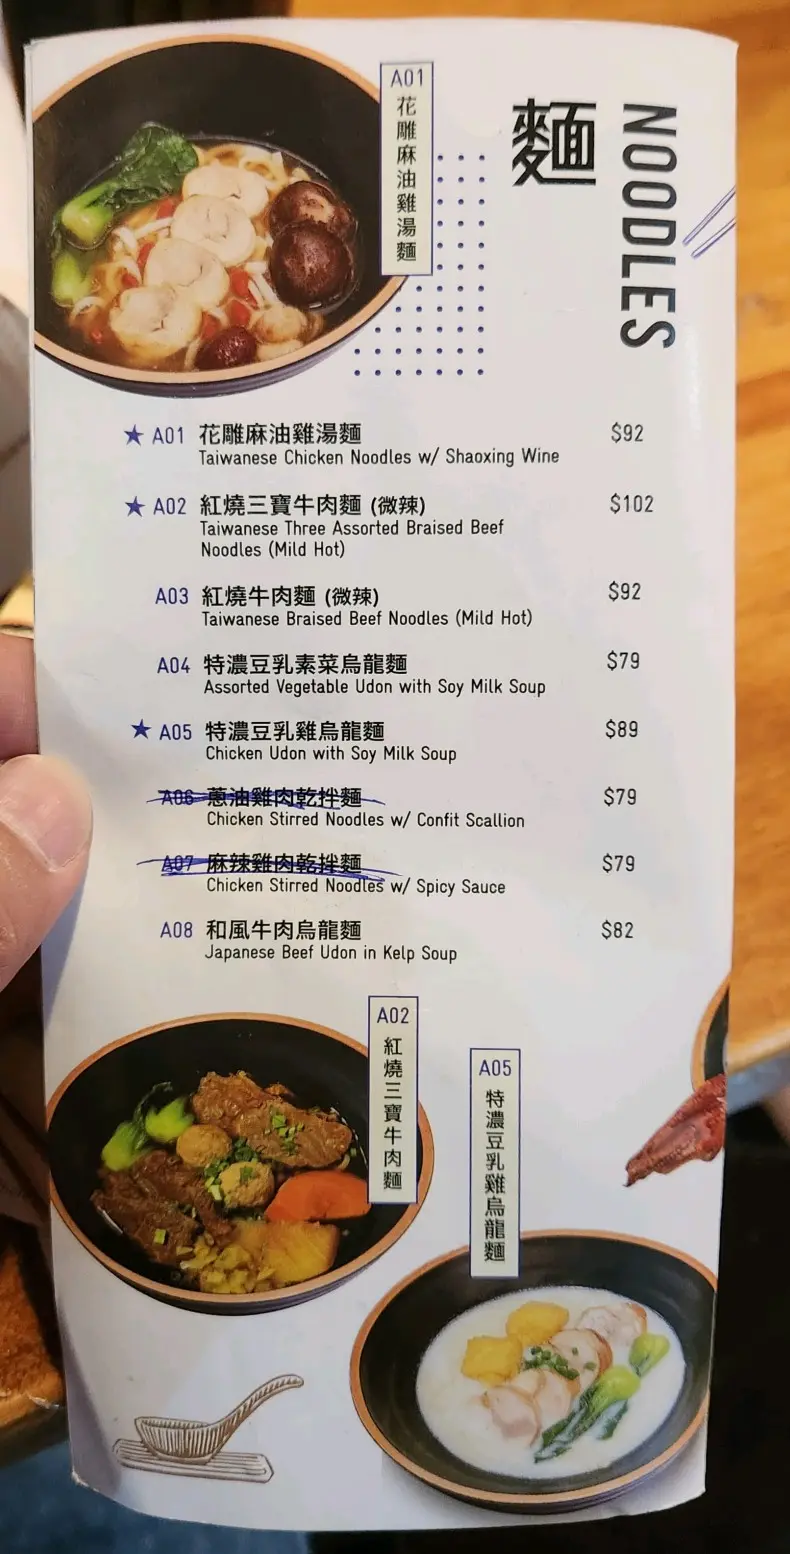 A01
花雕麻油雞湯麵
麵
NOODLES
★ A01 花雕麻油雞湯麵 $92
Taiwanese Chicken Noodles w/ Shaoxing Wine
★ A02 紅燒三寶牛肉麵 (微辣) $102
Taiwanese Three Assorted Braised Beef
Noodles (Mild Hot)
A03 紅燒牛肉麵 (微辣) $92
Taiwanese Braised Beef Noodles (Mild Hot)
A04 特濃豆乳素菜烏龍麵 $79
Assorted Vegetable Udon with Soy Milk Soup
★ A05 特濃豆乳雞烏龍麵 $89
Chicken Udon with Soy Milk Soup
A06 蔥油雞肉乾拌麵 $79
Chicken Stirred Noodles w/ Confit Scallion
A07 麻辣雞肉乾拌麵 $79
Chicken Stirred Noodles w/ Spicy Sauce
A08 和風牛肉烏龍麵 $82
Japanese Beef Udon in Kelp Soup
A02
紅燒三寶牛肉麵
A05
特濃豆乳雞烏龍麵